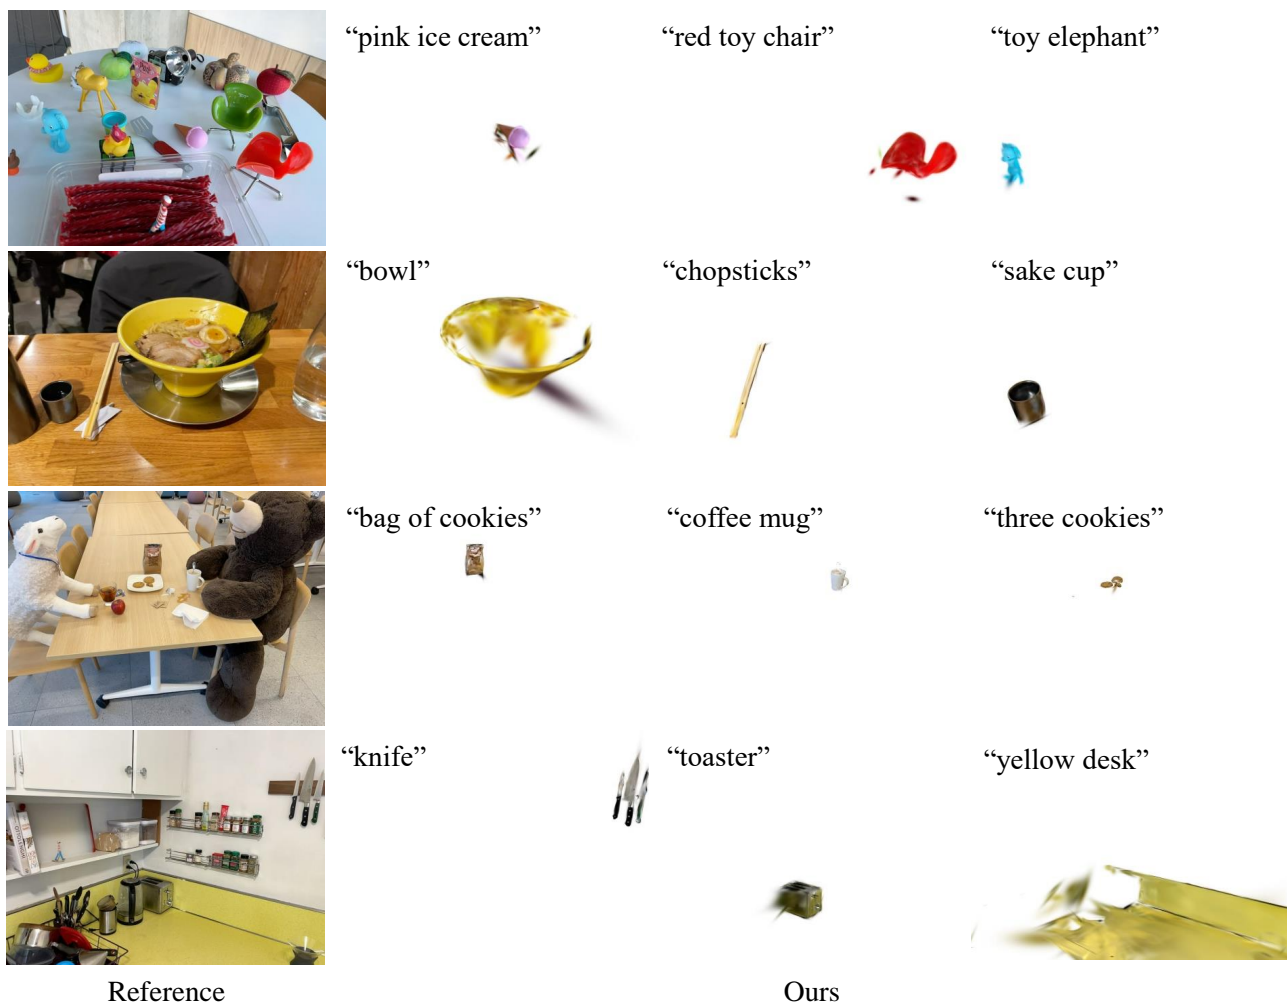 “pink ice cream”
“red toy chair”
“toy elephant”
“bowl”
“chopsticks”
“sake cup”
“bag of cookies”
“coffee mug”
“three cookies”
“knife”
“toaster”
“yellow desk”
Reference
Ours